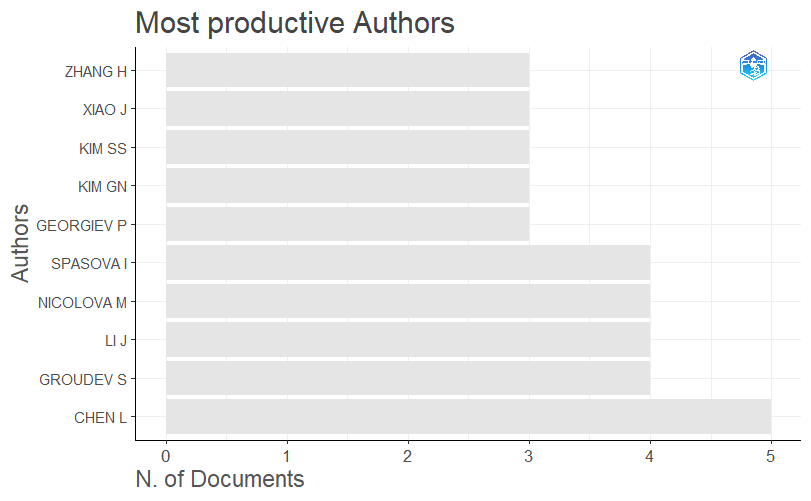 Most productive Authors
Authors
ZHANG H
XIAO J
KIM SS
KIM GN
GEORGIEV P
SPASOVA I
NICOLOVA M
LI J
GROUDEV S
CHEN L
0 1 2 3 4 5
N. of Documents